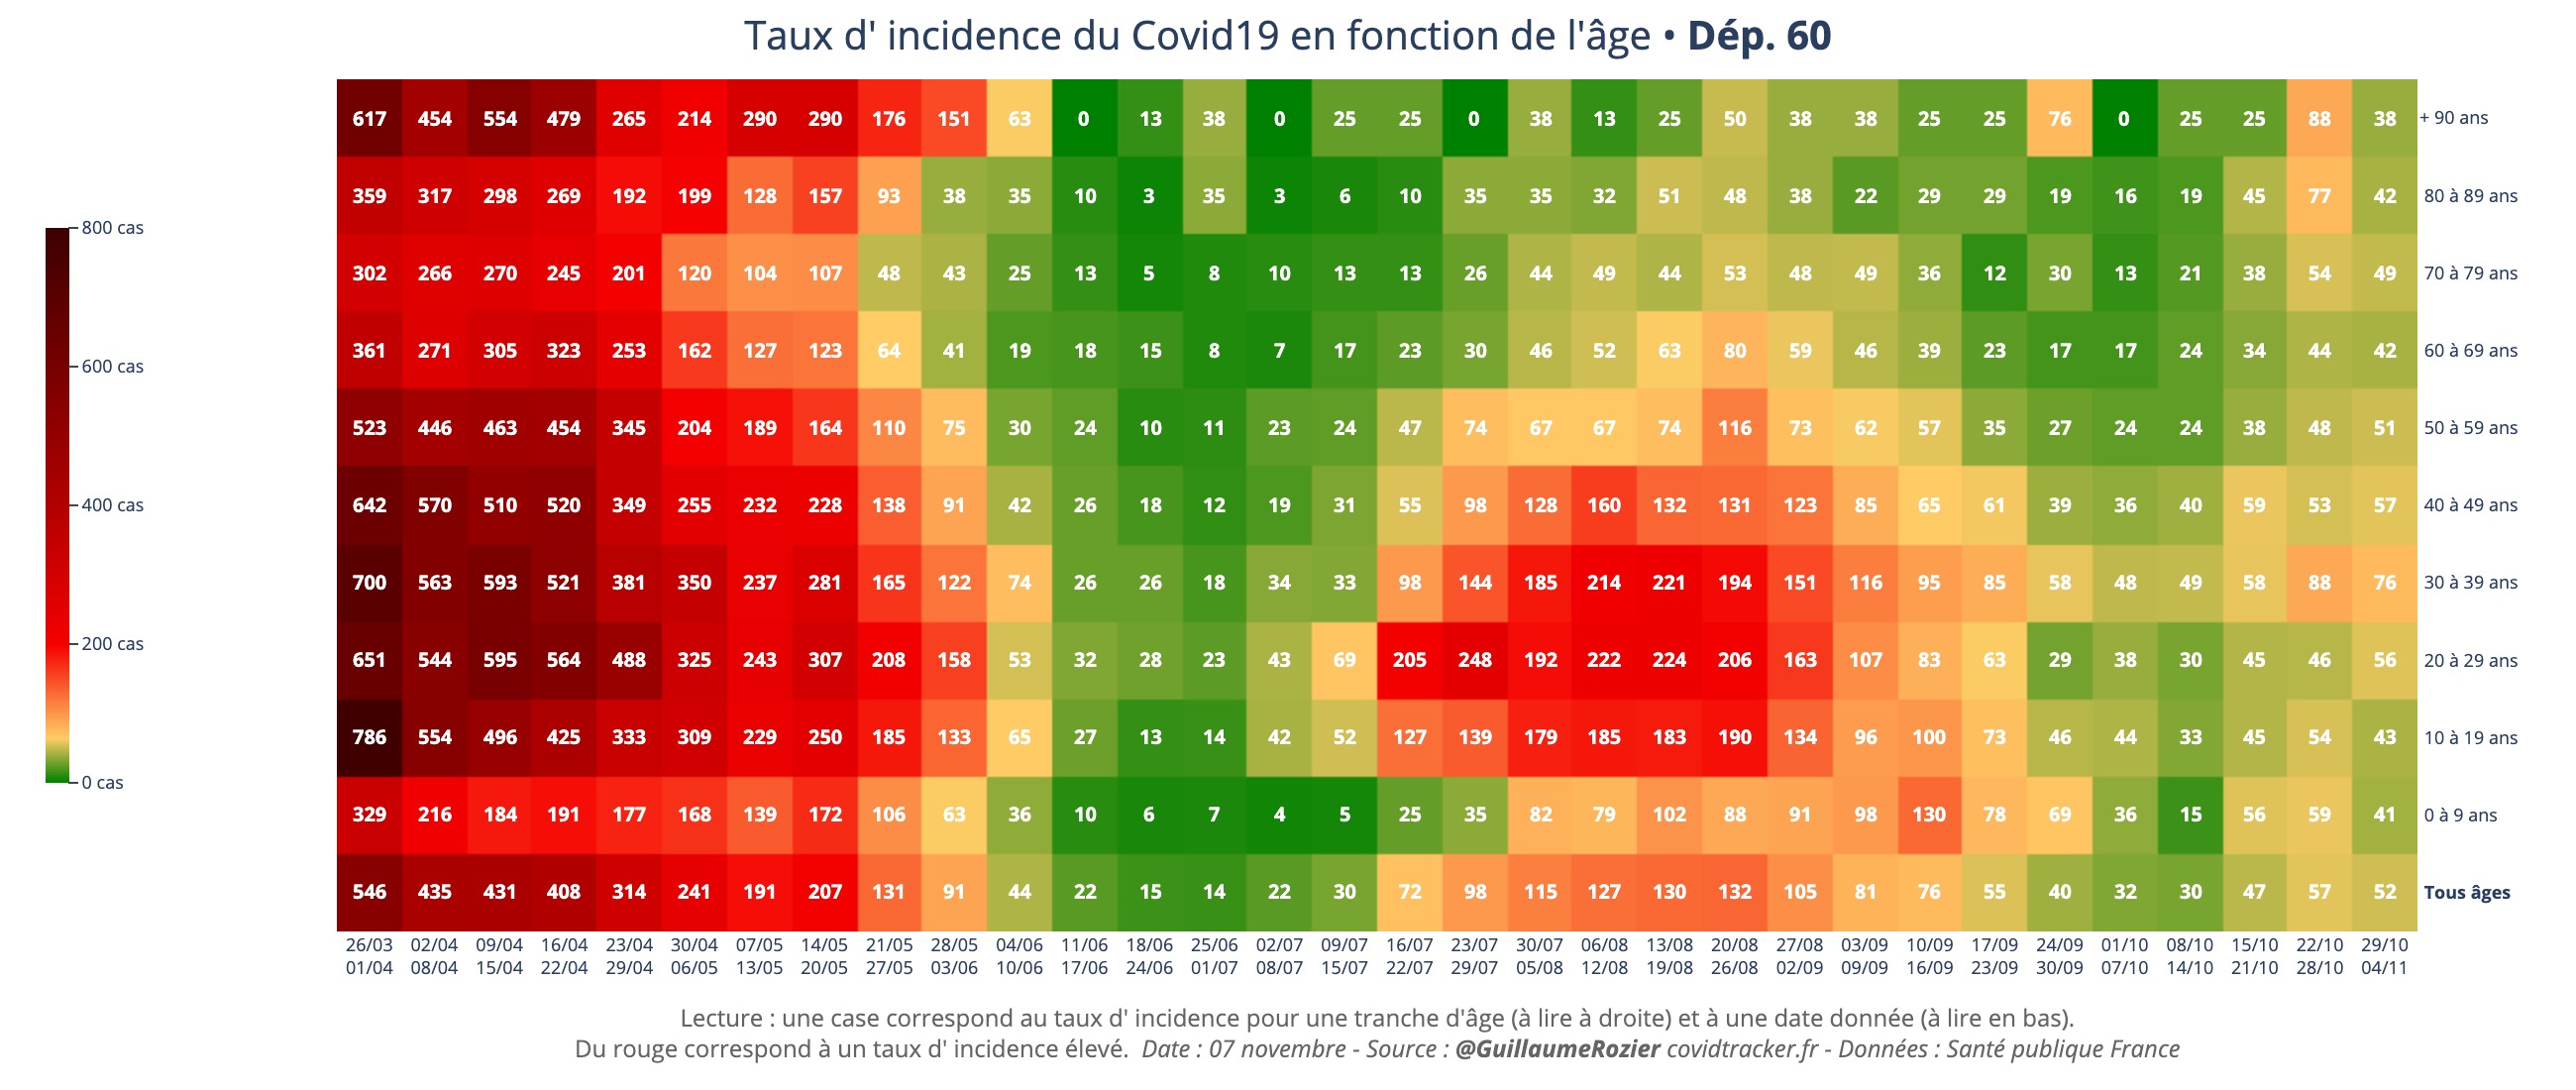 Taux d' incidence du Covid19 en fonction de l'âge • Dép. 60
800 cas
600 cas
400 cas
200 cas
0 cas
617 454 554 479 265 214 290 290 176 151 63 0 13 38 0 25 25 0 38 13 25 50 38 38 25 25 76 0 25 25 88 38 + 90 ans
359 317 298 269 192 199 128 157 93 38 35 10 3 35 3 6 10 35 35 32 51 48 38 22 29 29 19 16 19 45 77 42 80 à 89 ans
302 266 270 245 201 120 104 107 48 43 25 13 5 8 10 13 13 26 44 49 44 53 48 49 36 12 30 13 21 38 54 49 70 à 79 ans
361 271 305 323 253 162 127 123 64 41 19 18 15 8 7 17 23 30 46 52 63 80 59 46 39 23 17 17 24 34 44 42 60 à 69 ans
523 446 463 454 345 204 189 164 110 75 30 24 10 11 23 24 47 74 67 67 74 116 73 62 57 35 27 24 24 38 48 51 50 à 59 ans
642 570 510 520 349 255 232 228 138 91 42 26 18 12 19 31 55 98 128 160 132 131 123 85 65 61 39 36 40 59 53 57 40 à 49 ans
700 563 593 521 381 350 237 281 165 122 74 26 26 18 34 33 98 144 185 214 221 194 151 116 95 85 58 48 49 58 88 76 30 à 39 ans
651 544 595 564 488 325 243 307 208 158 53 32 28 23 43 69 205 248 192 222 224 206 163 107 83 63 29 38 30 45 46 56 20 à 29 ans
786 554 496 425 333 309 229 250 185 133 65 27 13 14 42 52 127 139 179 185 183 190 134 96 100 73 46 44 33 45 54 43 10 à 19 ans
329 216 184 191 177 168 139 172 106 63 36 10 6 7 4 5 25 35 82 79 102 88 91 98 130 78 69 36 15 56 59 41 0 à 9 ans
546 435 431 408 314 241 191 207 131 91 44 22 15 14 22 30 72 98 115 127 130 132 105 81 76 55 40 32 30 47 57 52 Tous âges
26/03 02/04 09/04 16/04 23/04 30/04 07/05 14/05 21/05 28/05 04/06 11/06 18/06 25/06 02/07 09/07 16/07 23/07 30/07 06/08 13/08 20/08 27/08 03/09 10/09 17/09 24/09 01/10 08/10 15/10 22/10 29/10
01/04 08/04 15/04 22/04 29/04 06/05 13/05 20/05 27/05 03/06 10/06 17/06 24/06 01/07 08/07 15/07 22/07 29/07 05/08 12/08 19/08 26/08 02/09 09/09 16/09 23/09 30/09 07/10 14/10 21/10 28/10 04/11
Lecture : une case correspond au taux d' incidence pour une tranche d'âge (à lire à droite) et à une date donnée (à lire en bas).
Du rouge correspond à un taux d' incidence élevé. Date : 07 novembre - Source : @GuillaumeRozier covidtracker.fr - Données : Santé publique France